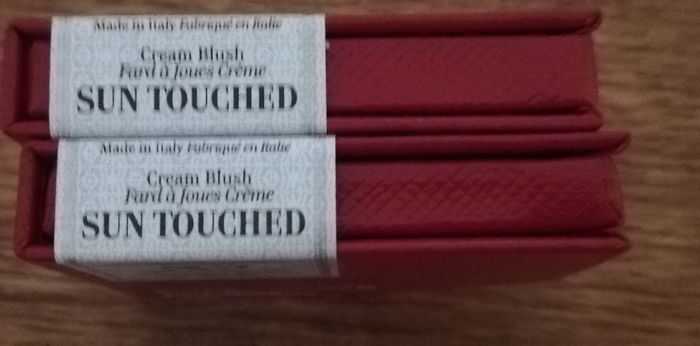 Made in Italy Fabriqué en Italie
Cream Blush
Fard à Joues Crème
SUN TOUCHED
Made in Italy Fabriqué en Italie
Cream Blush
Fard à Joues Crème
SUN TOUCHED